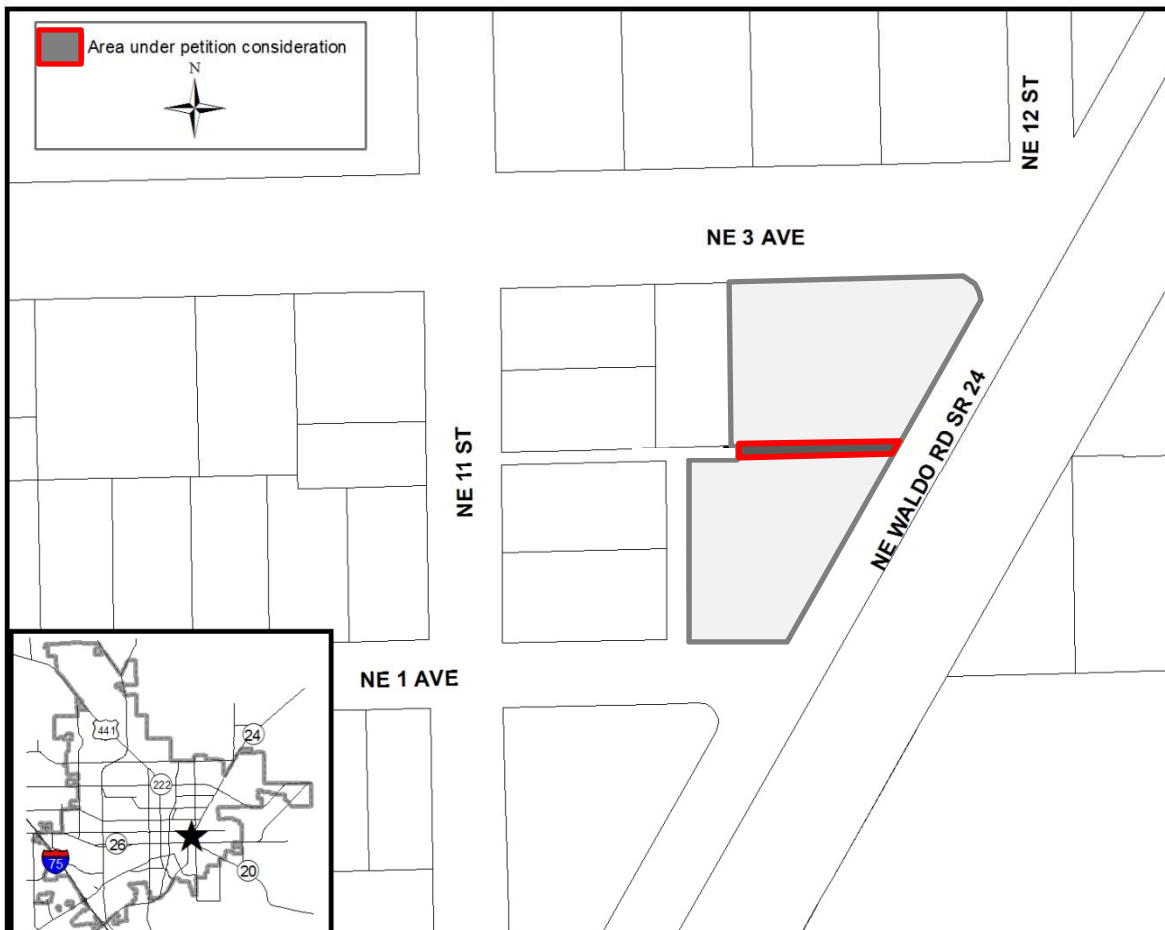 Area under petition consideration
N
NE 12 ST
NE 3 AVE
NE WALDO RD SR 24
NE 11 ST
NE 1 AVE
441
24
222
26
75
20